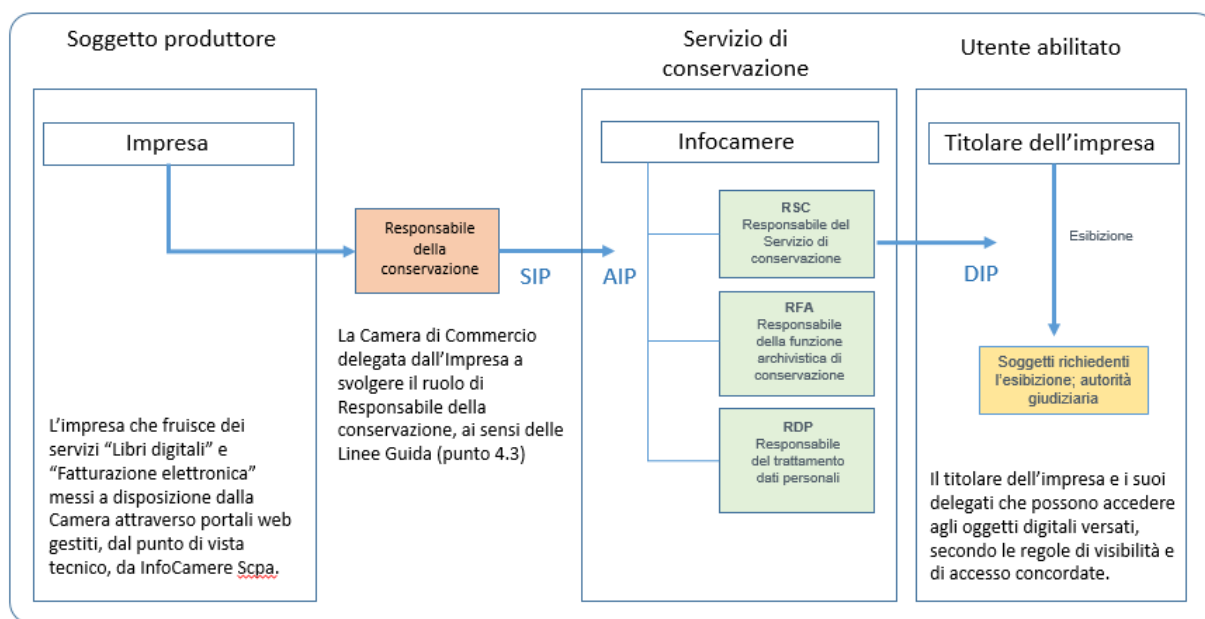 Soggetto produttore
Impresa
L'impresa che fruisce dei
servizi "Libri digitali" e
"Fatturazione elettronica"
messi a disposizione dalla
Camera attraverso portali web
gestiti, dal punto di vista
tecnico, da InfoCamere Scpa.
Responsabile
della
conservazione
SIP
La Camera di Commercio
delegata dall'Impresa a
svolgere il ruolo di
Responsabile della
conservazione, ai sensi delle
Linee Guida (punto 4.3)
Servizio di
conservazione
Infocamere
AIP
RSC
Responsabile del
Servizio di
conservazione
RFA
Responsabile
della funzione
archivistica di
conservazione
RDP
Responsabile
del trattamento
dati personali
Utente abilitato
Titolare dell'impresa
Esibizione
DIP
Soggetti richiedenti
l'esibizione; autorità
giudiziaria
Il titolare dell'impresa e i suoi
delegati che possono accedere
agli oggetti digitali versati,
secondo le regole di visibilità e
di accesso concordate.